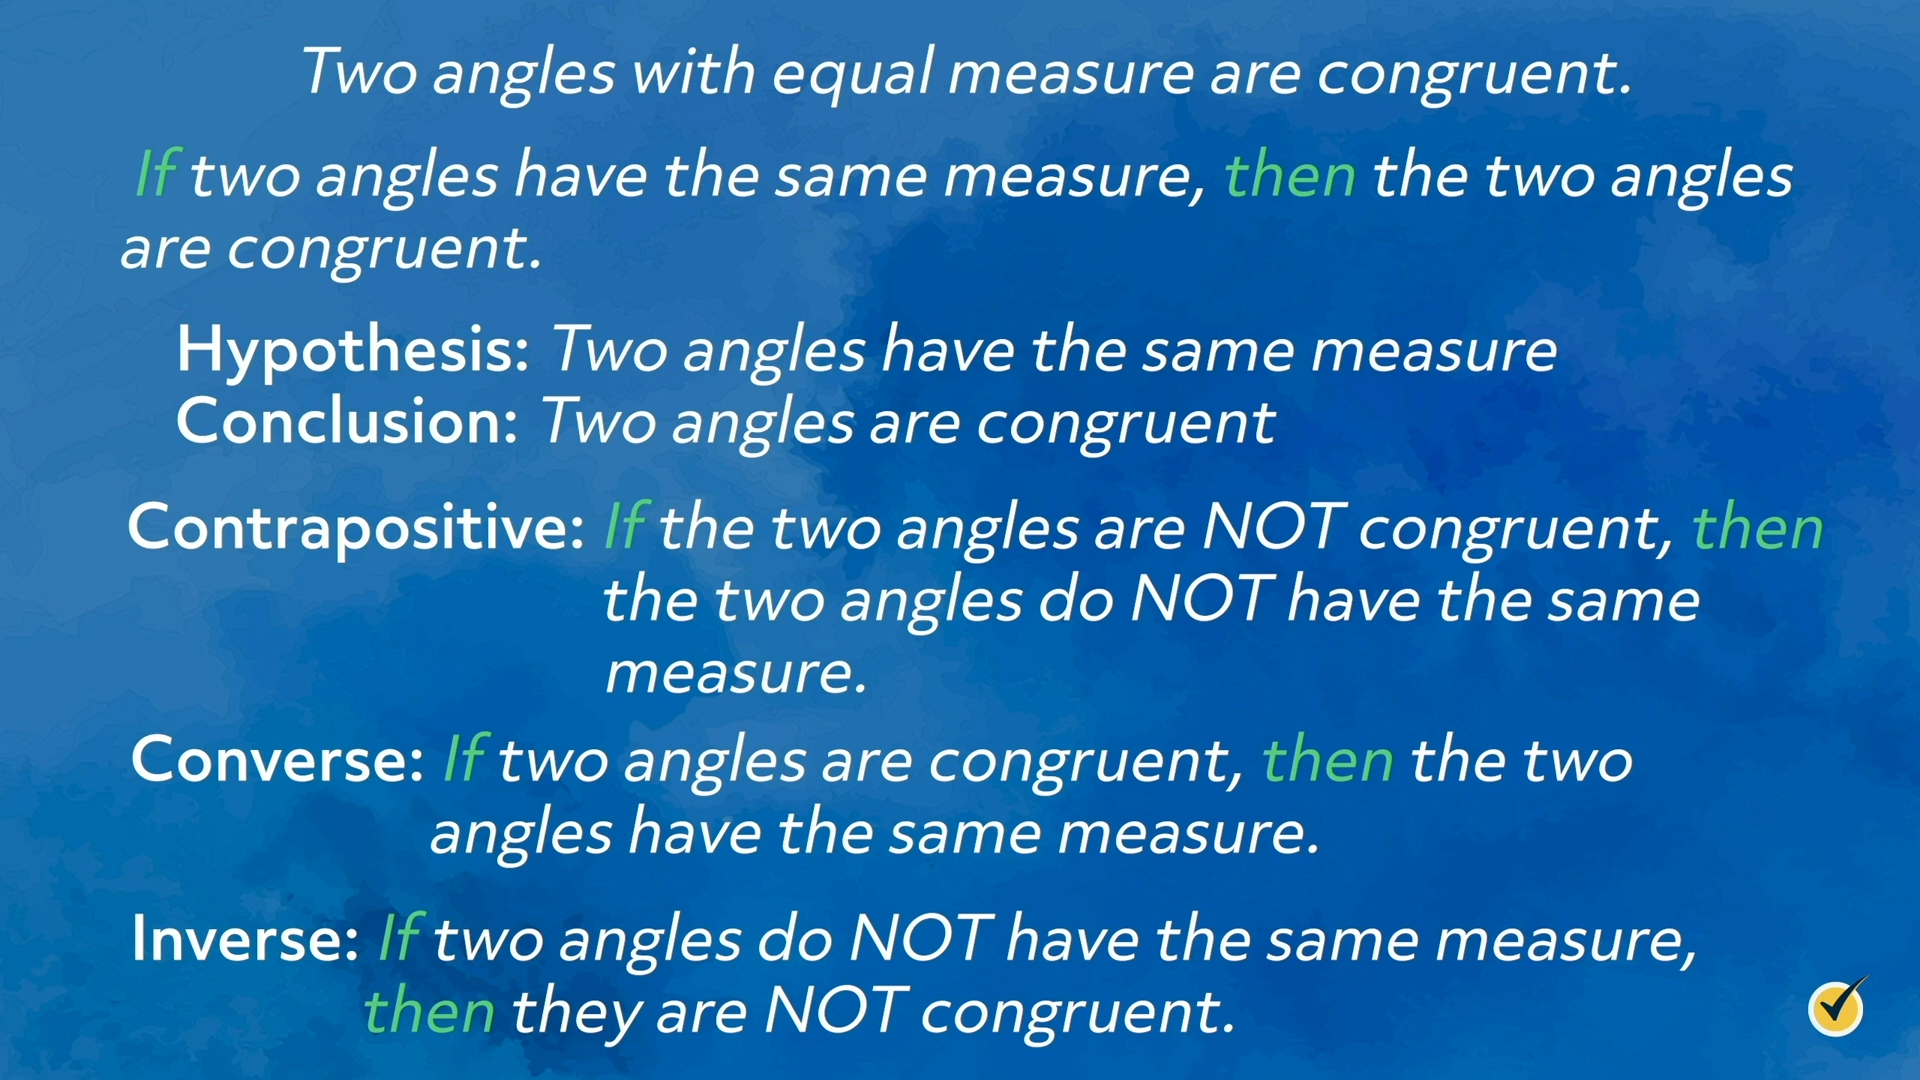 Two angles with equal measure are congruent.
If two angles have the same measure, then the two angles
are congruent.
Hypothesis: Two angles have the same measure
Conclusion: Two angles are congruent
Contrapositive: If the two angles are NOT congruent, then
the two angles do NOT have the same
measure.
Converse: If two angles are congruent, then the two
angles have the same measure.
Inverse: If two angles do NOT have the same measure,
then they are NOT congruent.